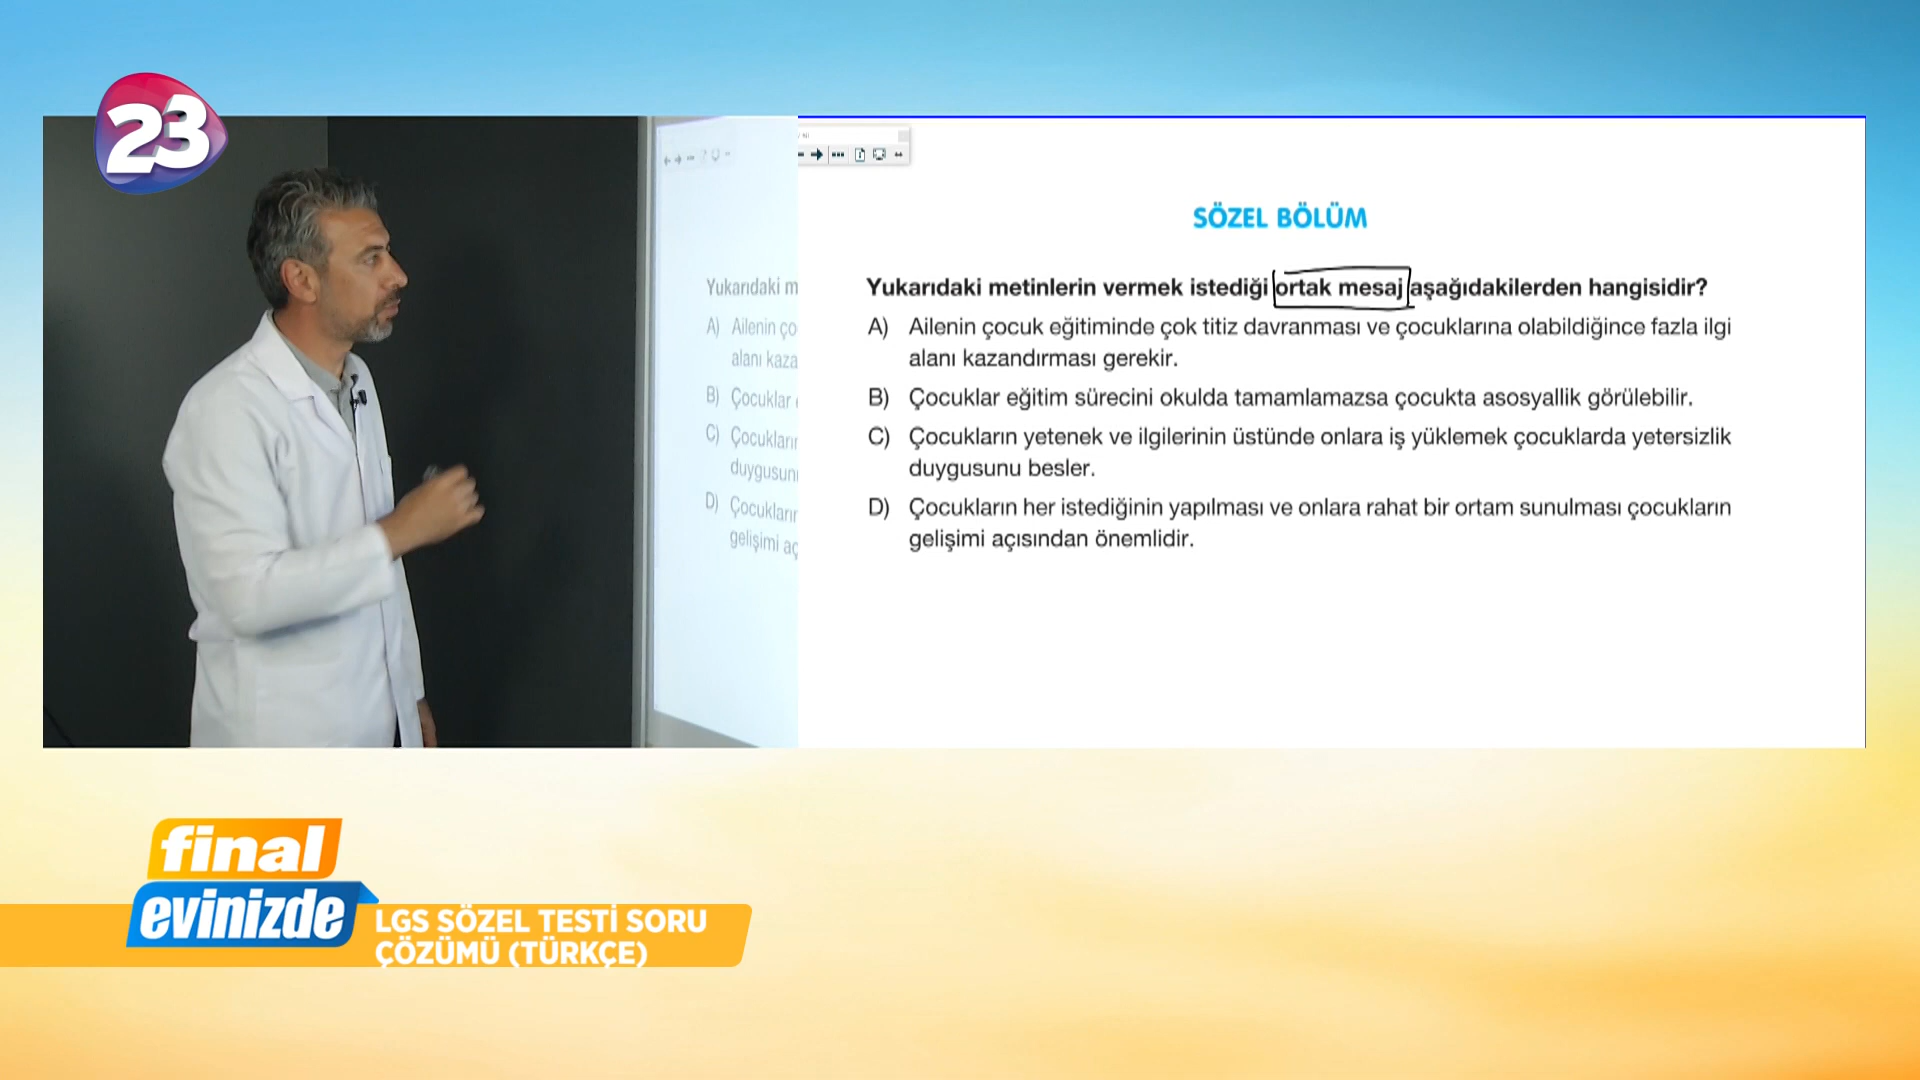 23
SÖZEL BÖLÜM
Yukarıdaki metinlerin vermek istediği ortak mesaj aşağıdakilerden hangisidir?
A) Ailenin çocuk eğitiminde çok titiz davranması ve çocuklarına olabildiğince fazla ilgi
alanı kazandırması gerekir.
B) Çocuklar eğitim sürecini okulda tamamlamazsa çocukta asosyallik görülebilir.
C) Çocukların yetenek ve ilgilerinin üstünde onlara iş yüklemek çocuklarda yetersizlik
duygusunu besler.
D) Çocukların her istediğinin yapılması ve onlara rahat bir ortam sunulması çocukların
gelişimi açısından önemlidir.
Yukarıdaki m
A) Ailenin ço
alanı kaza
B) Çocuklar
C) Çocukların
duygusun
D) Çocukların
gelişimi aç
final
evinizde
LGS SÖZEL TESTİ SORU
ÇÖZÜMÜ (TÜRKÇE)